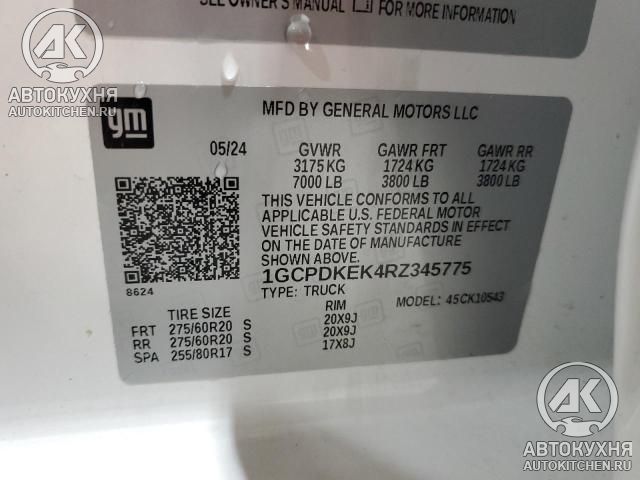 SEE OWNER'S MANUAL FOR MORE INFORMATION
AK
АВТОКУХНЯ
AUTOKITCHEN.RU
gm
MFD BY GENERAL MOTORS LLC
05/24 GVWR GAWR FRT GAWR RR
3175 KG 1724 KG 1724 KG
7000 LB 3800 LB 3800 LB
THIS VEHICLE CONFORMS TO ALL
APPLICABLE U.S. FEDERAL MOTOR
VEHICLE SAFETY STANDARDS IN EFFECT
ON THE DATE OF MANUFACTURE
SHOWN ABOVE.
1GCPDKEK4RZ345775
8624
TYPE: TRUCK MODEL: 4SCK10543
TIRE SIZE RIM
FRT 275/60R20 S 20X9J
RR 275/60R20 S 20X9J
SPA 255/80R17 S 17X8J
AK
АВТОКУХНЯ
AUTOKITCHEN.RU